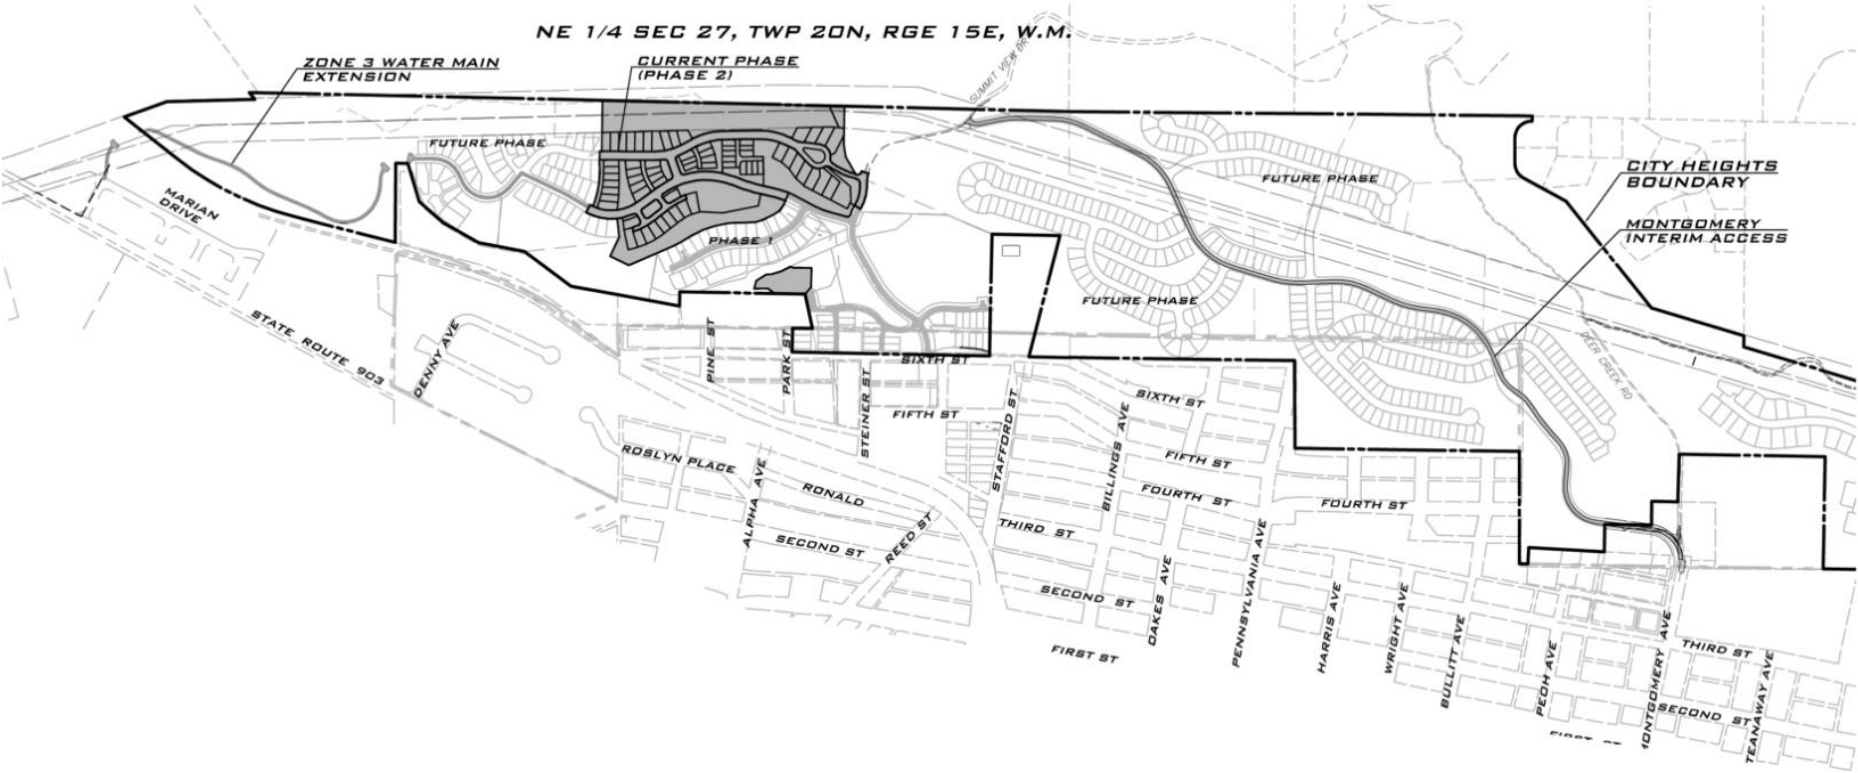 NE 1/4 SEC 27, TWP 20N, RGE 15E, W.M.
ZONE 3 WATER MAIN
EXTENSION
CURRENT PHASE
(PHASE 2)
SUMMIT VIEW DR
FUTURE PHASE
FUTURE PHASE
CITY HEIGHTS
BOUNDARY
MARIAN
DRIVE
PHASE 1
MONTGOMERY
INTERIM ACCESS
FUTURE PHASE
STATE ROUTE 903
DENNY AVE
PINE ST
PARK ST
SIXTH ST
DEER CREEK RD
STEINER ST
FIFTH ST
STAFFORD ST
SIXTH ST
BILLINGS AVE
ROSLYN PLACE
FIFTH ST
ALPHA AVE
RONALD
FOURTH ST
FOURTH ST
REED ST
THIRD ST
SECOND ST
PENNSYLVANIA AVE
OAKES AVE
SECOND ST
HARRIS AVE
WRIGHT AVE
BULLITT AVE
FIRST ST
PEOH AVE
MONTGOMERY AVE
THIRD ST
TEANAWAY AVE
SECOND ST
FIRST ST